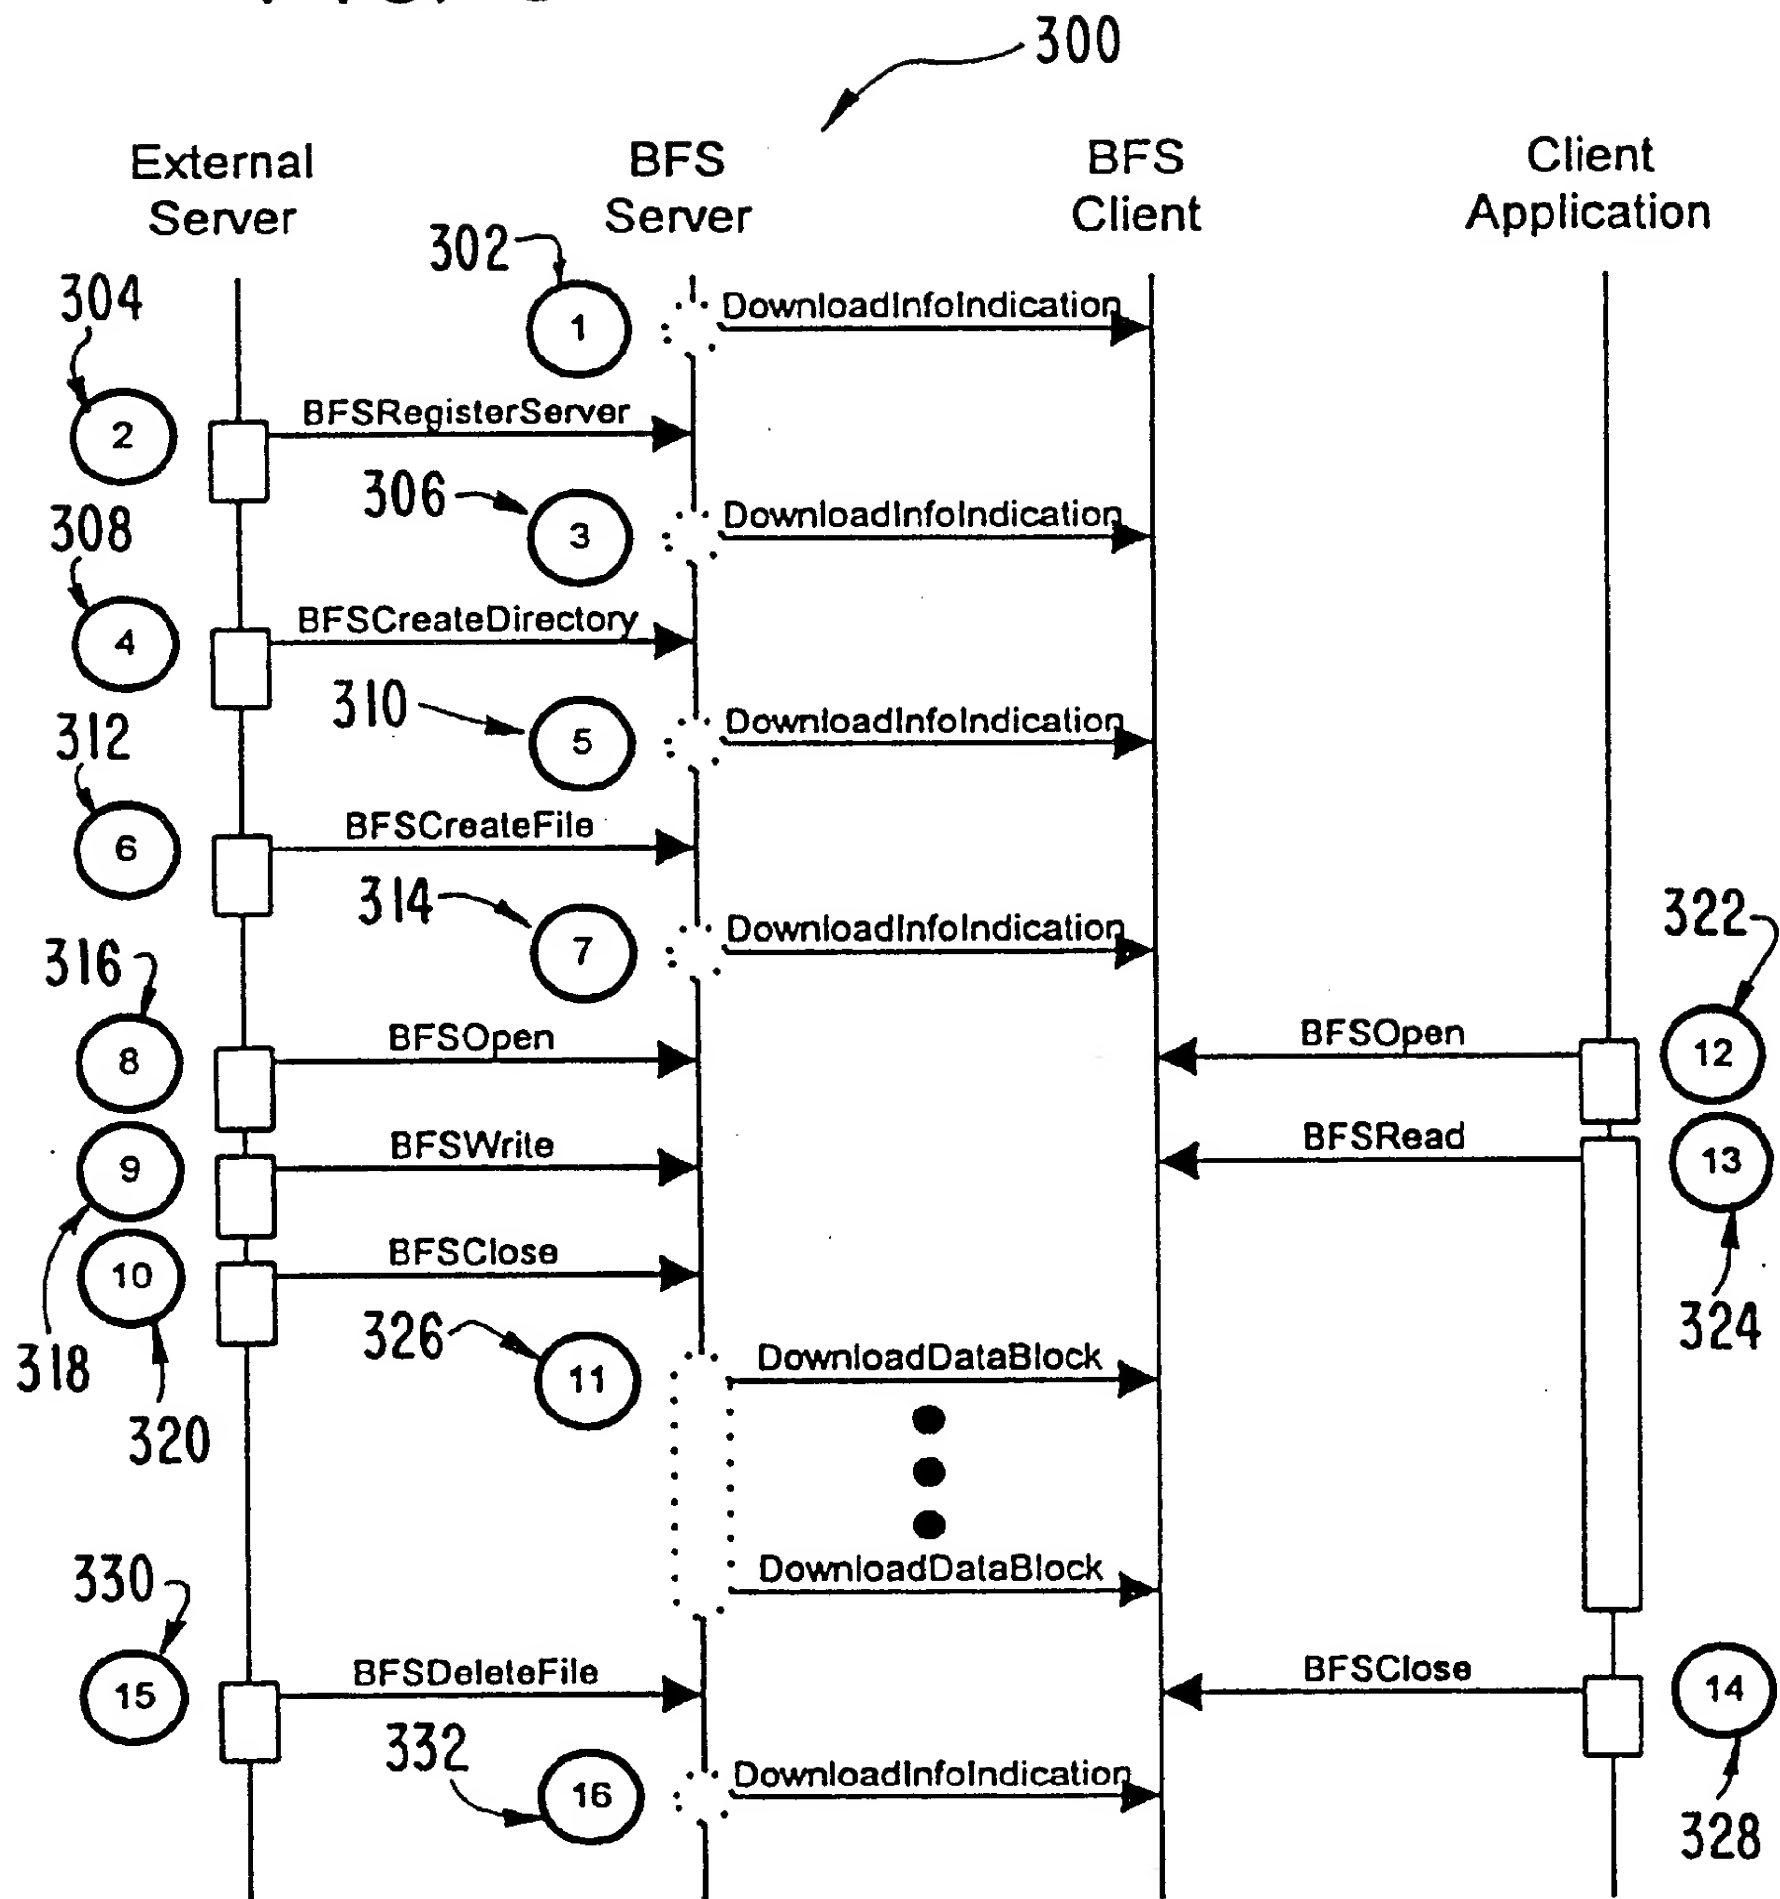 300
External Server
BFS Server
BFS Client
Client Application
302
1
DownloadInfoIndication
304
2
BFSRegisterServer
306
3
DownloadInfoIndication
308
4
BFSCreateDirectory
310
5
DownloadInfoIndication
312
6
BFSCreateFile
314
7
DownloadInfoIndication
322
316
8
BFSOpen
BFSOpen
12
9
BFSWrite
BFSRead
13
318
10
BFSClose
324
320
326
11
DownloadDataBlock
DownloadDataBlock
330
15
BFSDeleteFile
BFSClose
14
332
16
DownloadInfoIndication
328